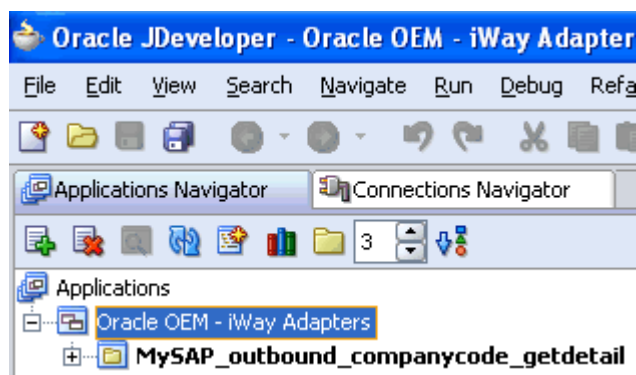 Oracle JDeveloper - Oracle OEM - iWay Adapter
File Edit View Search Navigate Run Debug Refa
Applications Navigator Connections Navigator
3
Applications
Oracle OEM - iWay Adapters
MySAP_outbound_companycode_getdetail